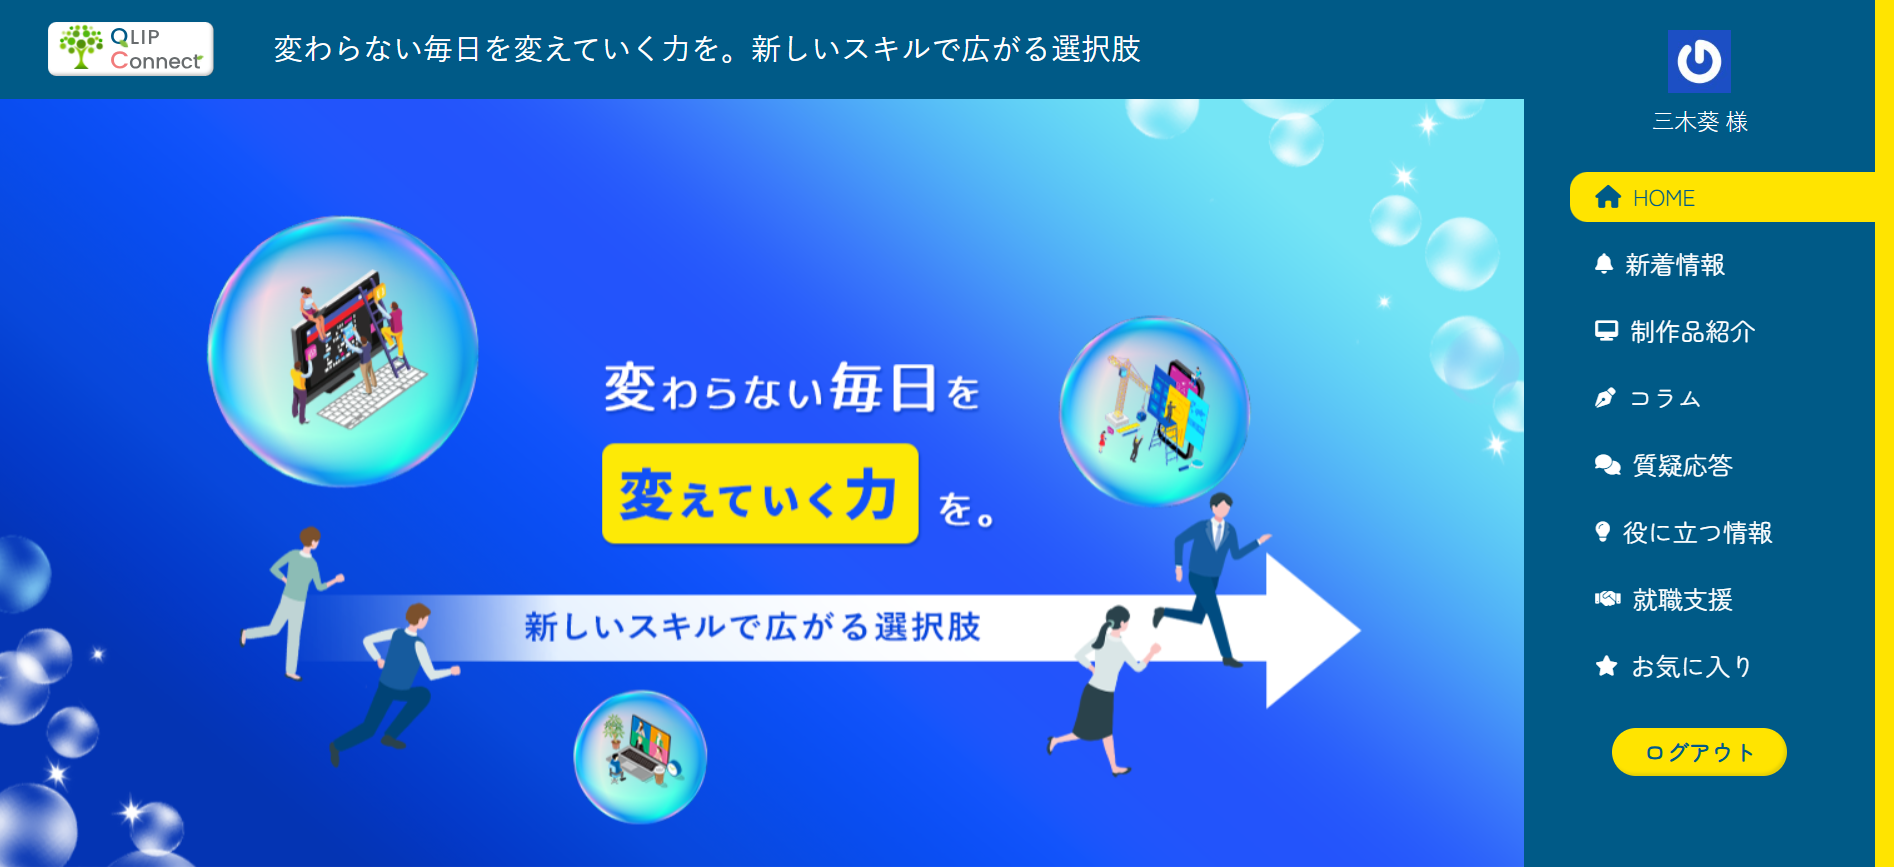 QLIP
Connect
変わらない毎日を変えていく力を。新しいスキルで広がる選択肢
三木葵 様
HOME
新着情報
制作品紹介
コラム
質疑応答
役に立つ情報
就職支援
お気に入り
ログアウト
変わらない毎日を
変えていく力を。
新しいスキルで広がる選択肢